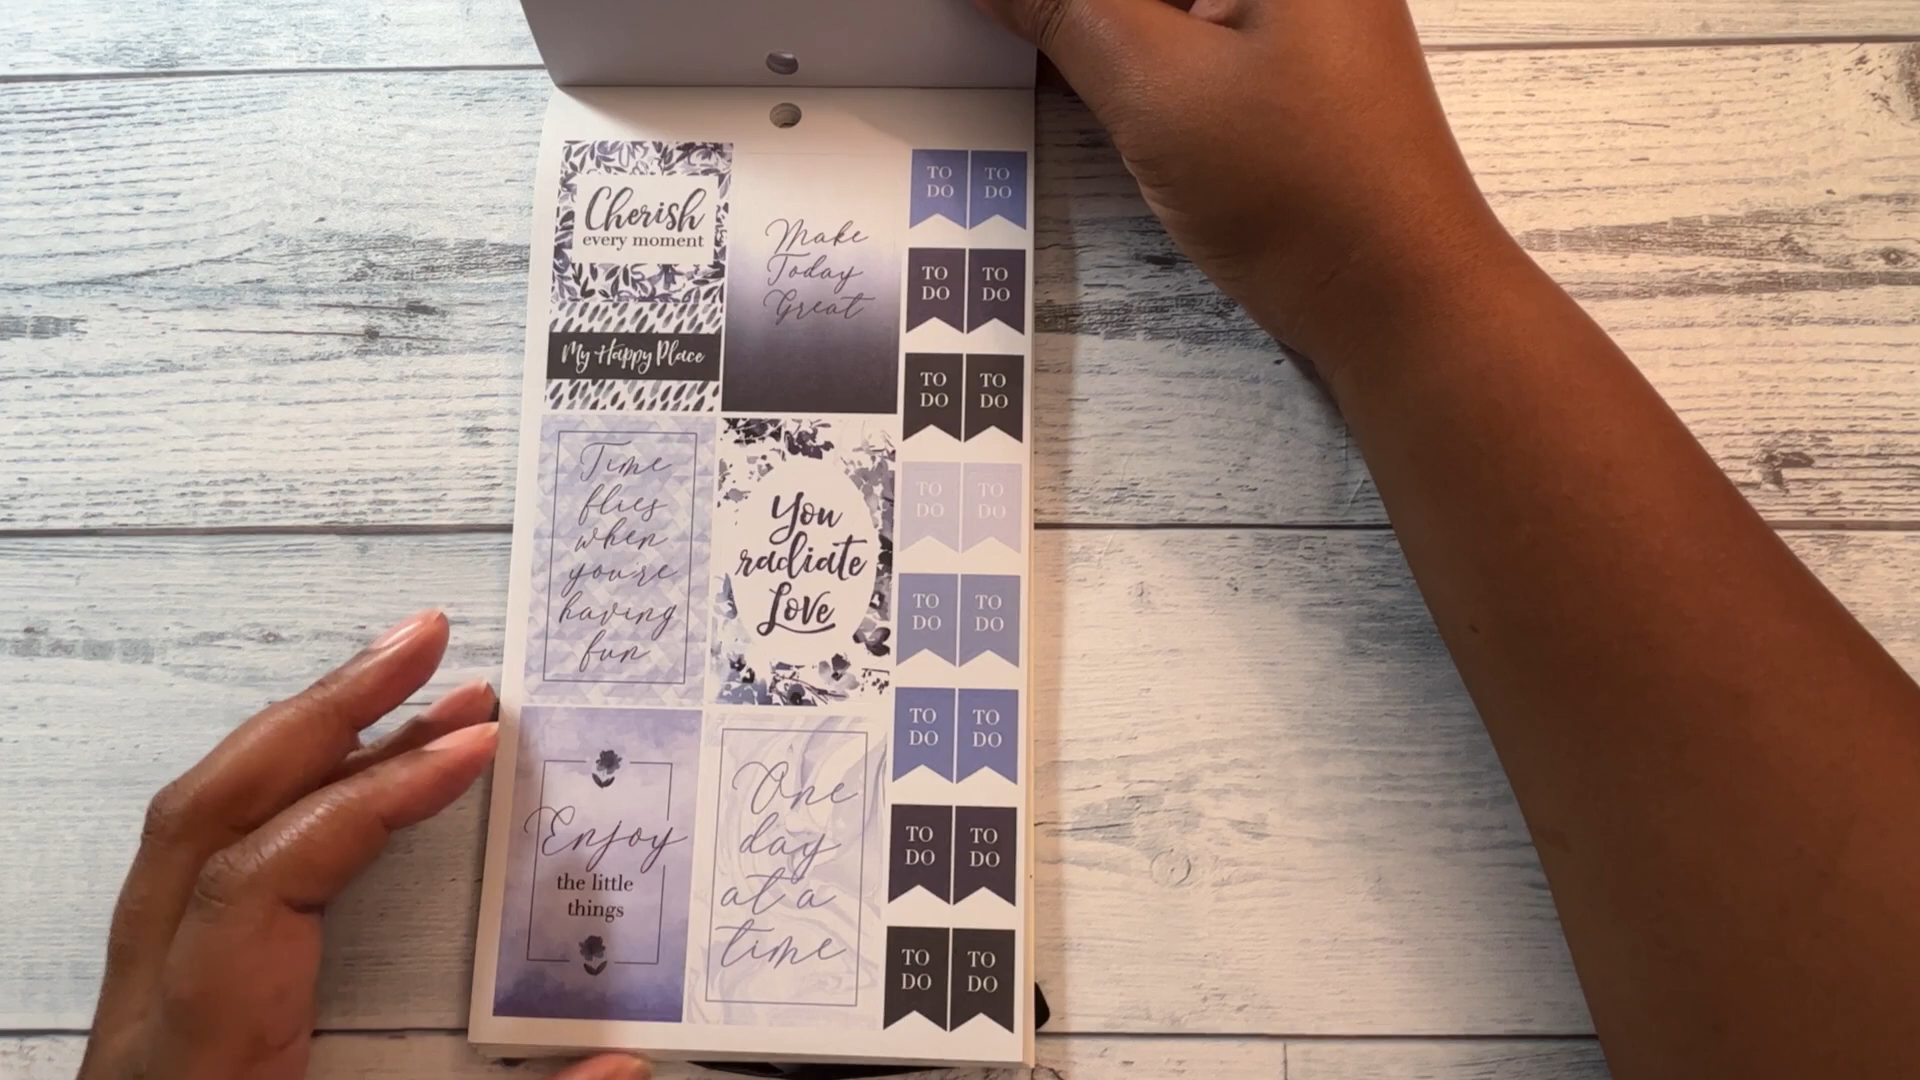 Cherish
every moment
My Happy Place
Make
Today
Great
Time
flies
when
you're
having
fun
You
radiate
Love
Enjoy
the little
things
One
day
at a
time
TO TO
DO DO
TO TO
DO DO
TO TO
DO DO
TO TO
DO DO
TO TO
DO DO
TO TO
DO DO
TO TO
DO DO
TO TO
DO DO